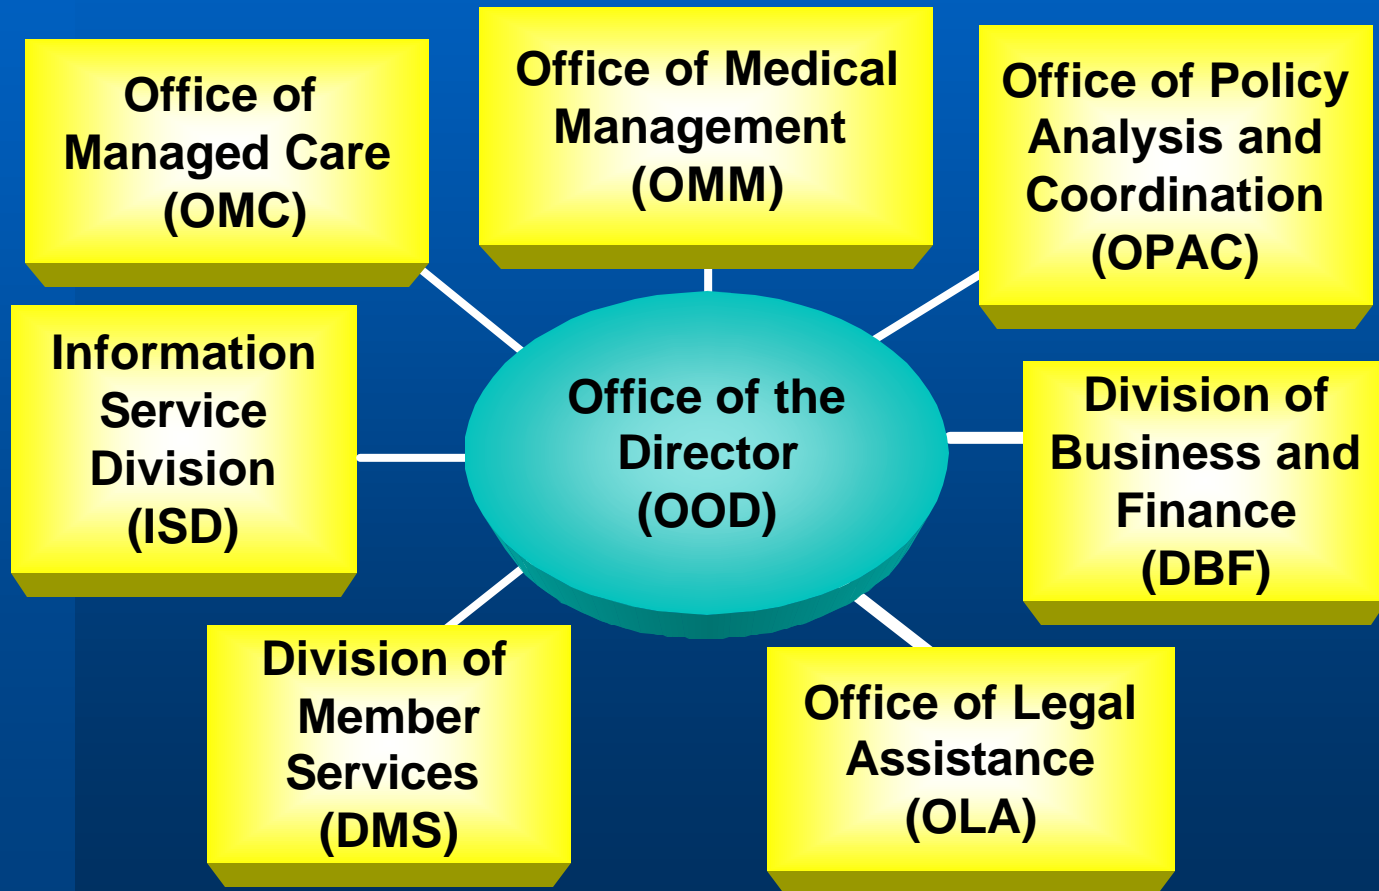 Office of
Managed Care
(OMC)
Office of Medical
Management
(OMM)
Office of Policy
Analysis and
Coordination
(OPAC)
Information
Service
Division
(ISD)
Office of the
Director
(OOD)
Division of
Business and
Finance
(DBF)
Division of
Member
Services
(DMS)
Office of Legal
Assistance
(OLA)